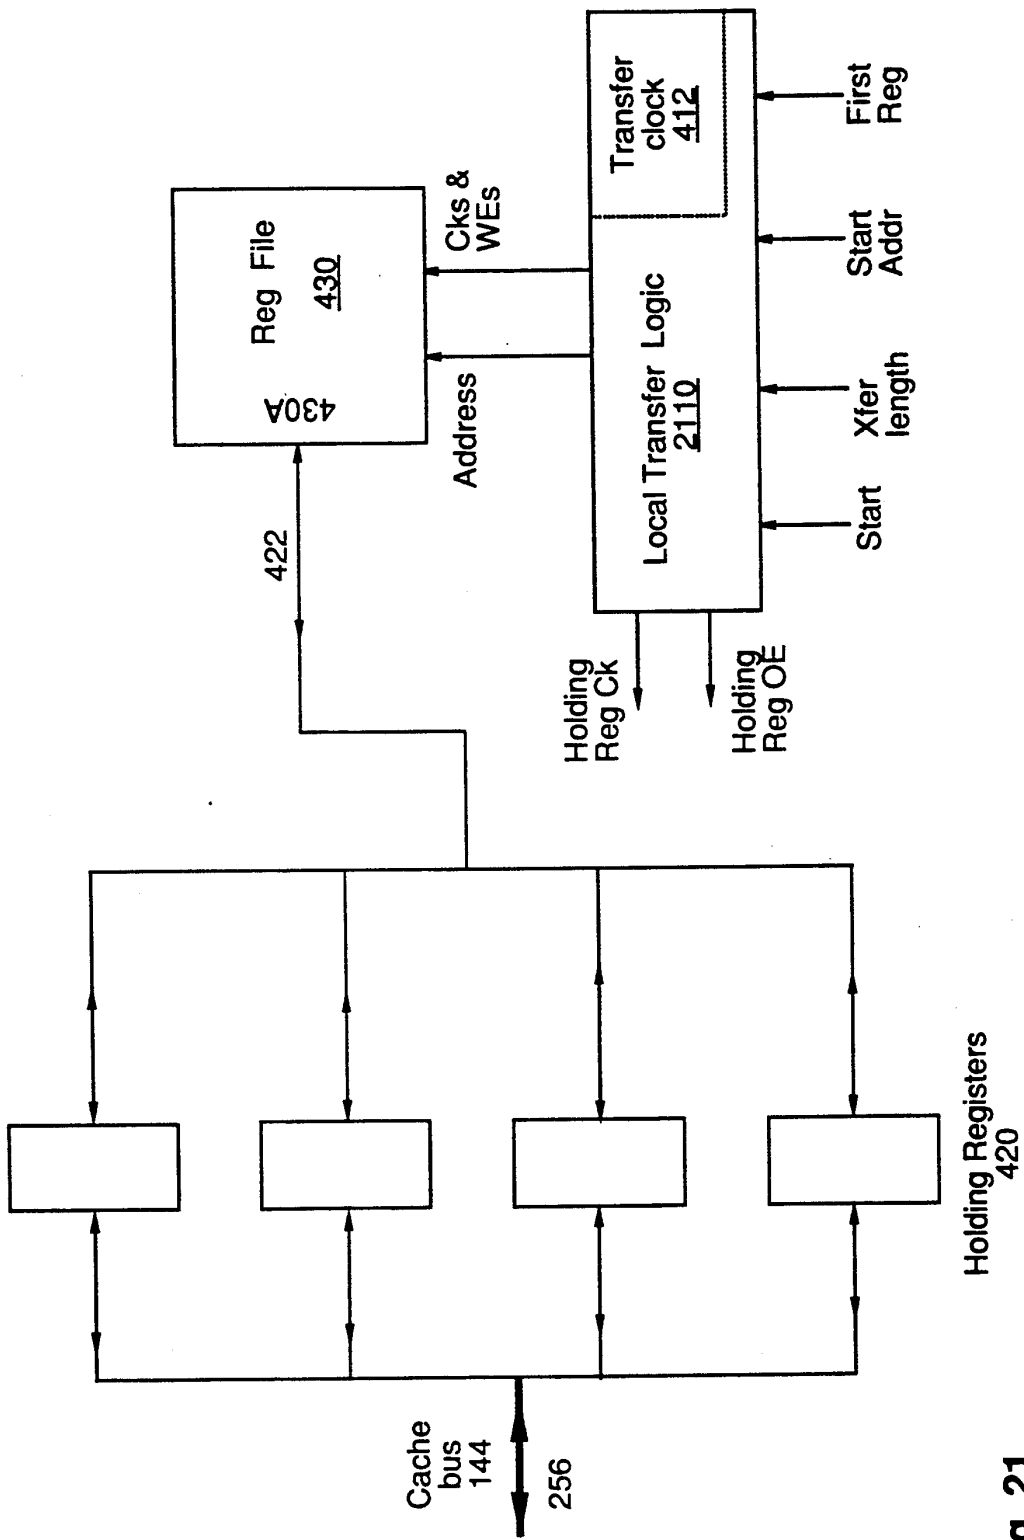 Cache
bus
144
256
Holding Registers
420
422
Reg File
430
430A
Address
Cks &
WEs
Local Transfer Logic
2110
Transfer
clock
412
Holding
Reg Ck
Holding
Reg OE
Start
Xfer
length
Start
Addr
First
Reg
g. 21